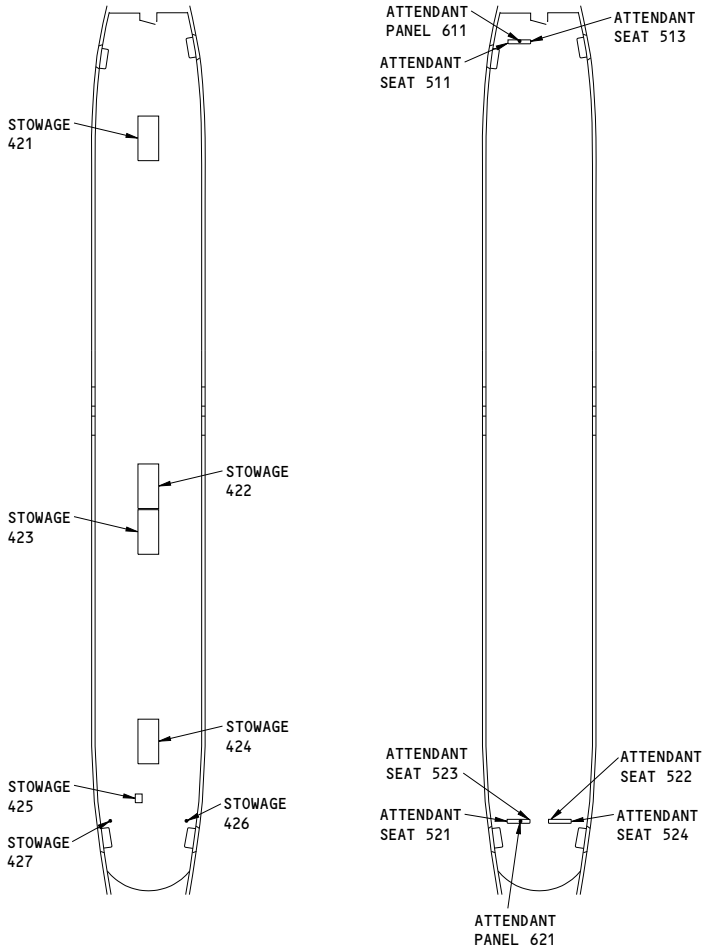 STOWAGE
421
STOWAGE
422
STOWAGE
423
STOWAGE
424
STOWAGE
425
STOWAGE
426
STOWAGE
427
ATTENDANT
PANEL 611
ATTENDANT
SEAT 513
ATTENDANT
SEAT 511
ATTENDANT
SEAT 523
ATTENDANT
SEAT 522
ATTENDANT
SEAT 521
ATTENDANT
SEAT 524
ATTENDANT
PANEL 621